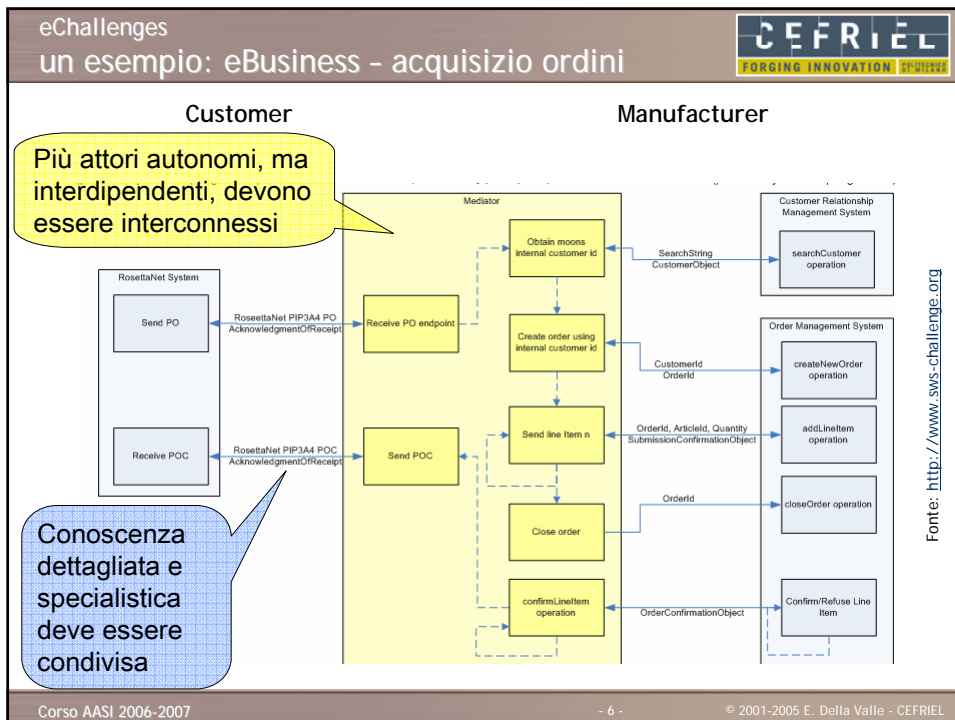 eChallenges
un esempio: eBusiness – acquisizio ordini
CEFRIEL
FORGING INNOVATION
POLITECNICO
DI MILANO
Customer
Manufacturer
Più attori autonomi, ma
interdipendenti, devono
essere interconnessi
Mediator
Customer Relationship
Management System
Obtain moons
internal customer id
SearchString
CustomerObject
searchCustomer
operation
RosettaNet System
Send PO
RoseettaNet PIP3A4 PO
AcknowledgmentOfReceipt
Receive PO endpoint
Order Management System
Create order using
internal customer id
CustomerId
OrderId
createNewOrder
operation
Send line Item n
OrderId, ArticleId, Quantity
SubmissionConfirmationObject
addLineItem
operation
Receive POC
RosettaNet PIP3A4 POC
AcknowledgmentOfReceipt
Send POC
OrderId
closeOrder operation
Close order
Conoscenza
dettagliata e
specialistica
deve essere
condivisa
confirmLineItem
operation
OrderConfirmationObject
Confirm/Refuse Line
Item
Fonte: http://www.sws-challenge.org
Corso AASI 2006-2007
- 6 -
© 2001-2005 E. Della Valle - CEFRIEL